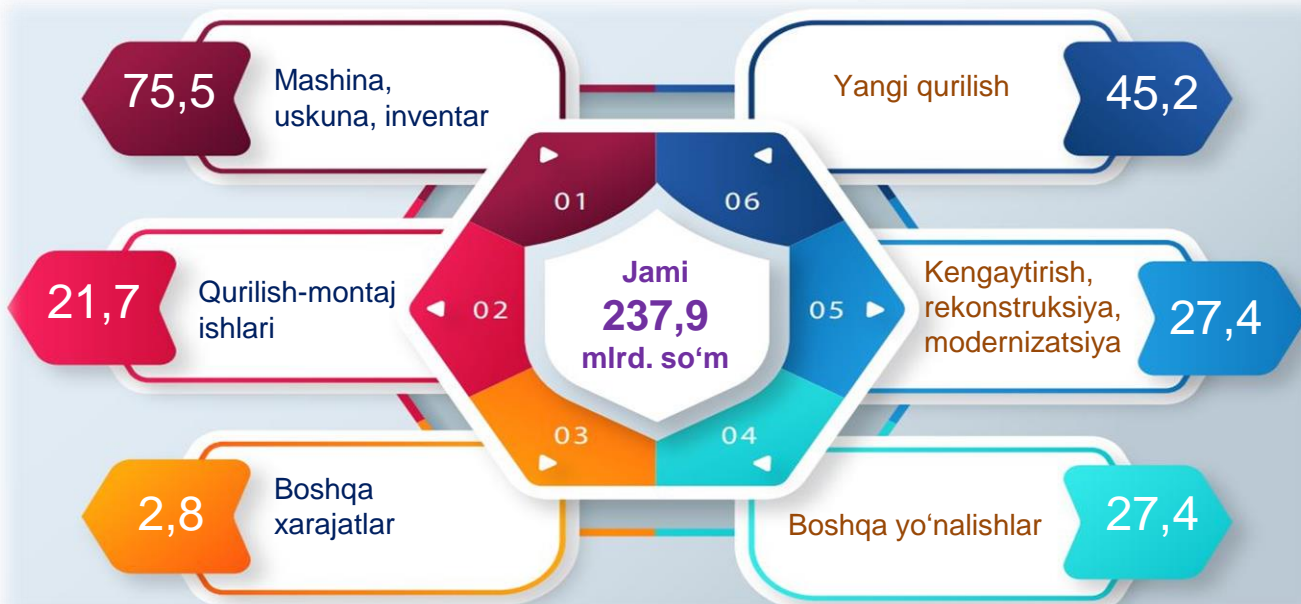 75,5
Mashina,
uskuna, inventar
Yangi qurilish
45,2
01
06
21,7
Qurilish-montaj
ishlari
02
Jami
237,9
mlrd. so‘m
05
Kengaytirish,
rekonstruksiya,
modernizatsiya
27,4
03
04
2,8
Boshqa
xarajatlar
Boshqa yo‘nalishlar
27,4